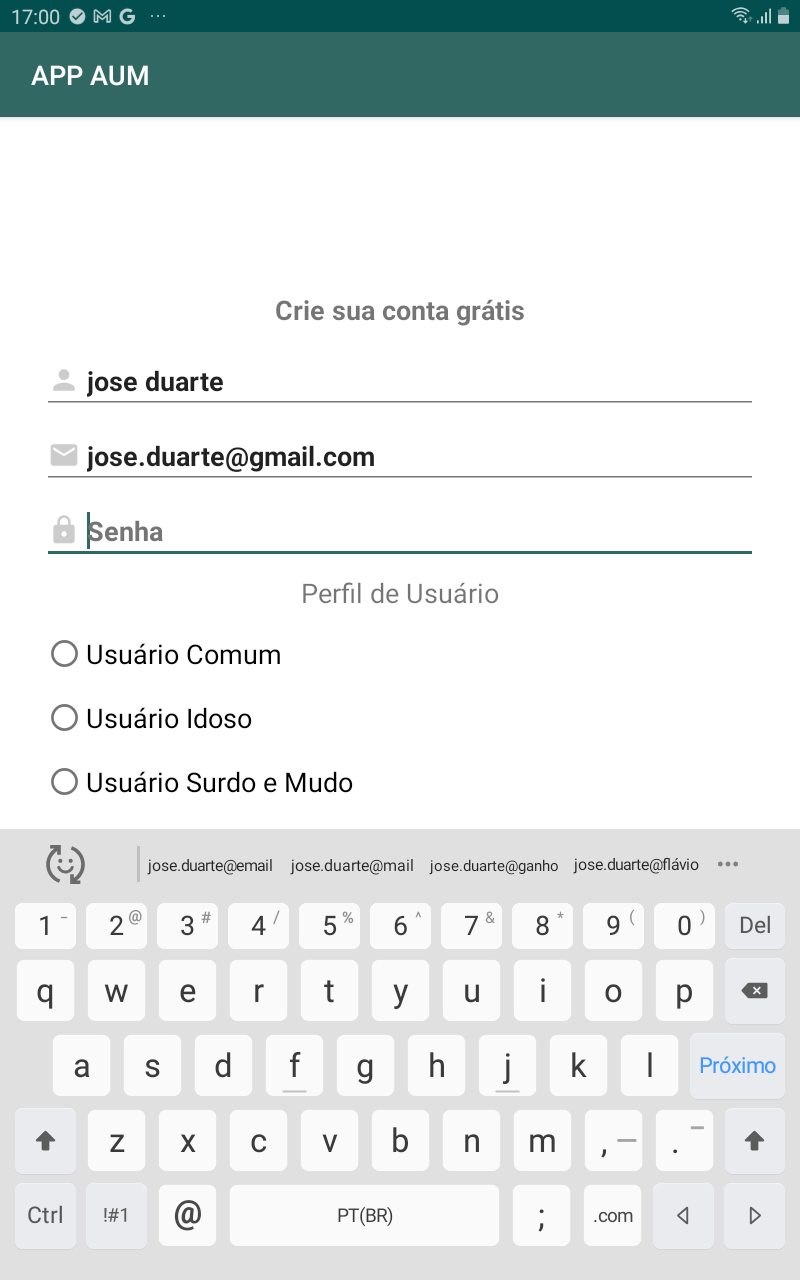 17:00 G ...
APP AUM
Crie sua conta grátis
jose duarte
jose.duarte@gmail.com
Senha
Perfil de Usuário
Usuário Comum
Usuário Idoso
Usuário Surdo e Mudo
jose.duarte@email jose.duarte@mail jose.duarte@ganho jose.duarte@flávio •••
1 - 2 @ 3 # 4 / 5 % 6 ^ 7 & 8 * 9 ( 0 ) Del
q w e r t y u i o p
a s d f g h j k l Próximo
z x c v b n m , — . –
Ctrl !#1 @ PT(BR) ; .com